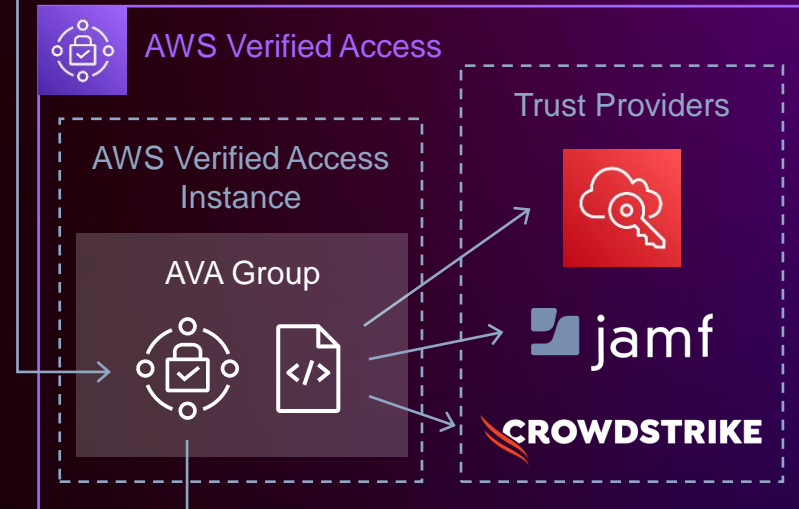 AWS Verified Access
Trust Providers
AWS Verified Access
Instance
AVA Group
</>
jamf
CROWDSTRIKE